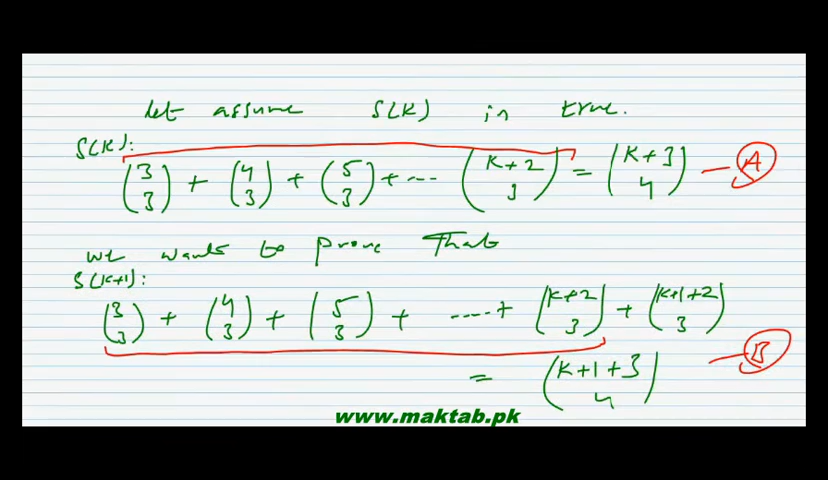 let assume S(K) is true.
S(K):
(3 3) + (4 3) + (5 3) + ... (K+2 3) = (K+3 4) — A
we wants to prove That
S(K+1):
(3 3) + (4 3) + (5 3) + .....+ (K+2 3) + (K+1+2 3)
= (K+1+3 4) — B
www.maktab.pk